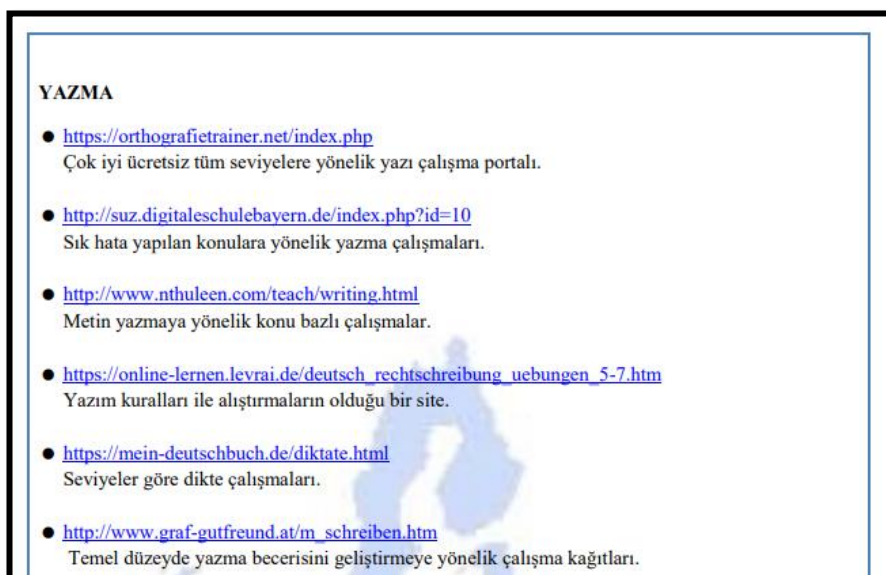 YAZMA
● https://orthografietrainer.net/index.php
Çok iyi ücretsiz tüm seviyelere yönelik yazı çalışma portalı.
● http://suz.digitaleschulebayern.de/index.php?id=10
Sık hata yapılan konulara yönelik yazma çalışmaları.
● http://www.nthuleen.com/teach/writing.html
Metin yazmaya yönelik konu bazlı çalışmalar.
● https://online-lernen.levrai.de/deutsch_rechtschreibung_uebungen_5-7.htm
Yazım kuralları ile alıştırmaların olduğu bir site.
● https://mein-deutschbuch.de/diktate.html
Seviyeler göre dikte çalışmaları.
● http://www.graf-gutfreund.at/m_schreiben.htm
Temel düzeyde yazma becerisini geliştirmeye yönelik çalışma kağıtları.